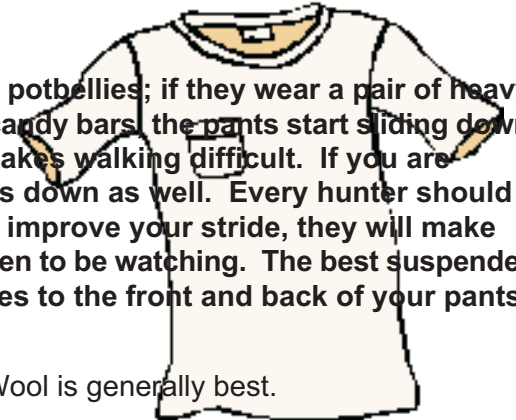 potbellies; if they wear a pair of heav
candy bars, the pants start sliding dow
akes walking difficult.  If you are
s down as well.  Every hunter should
improve your stride, they will make
en to be watching.  The best suspende
es to the front and back of your pants
Wool is generally best.